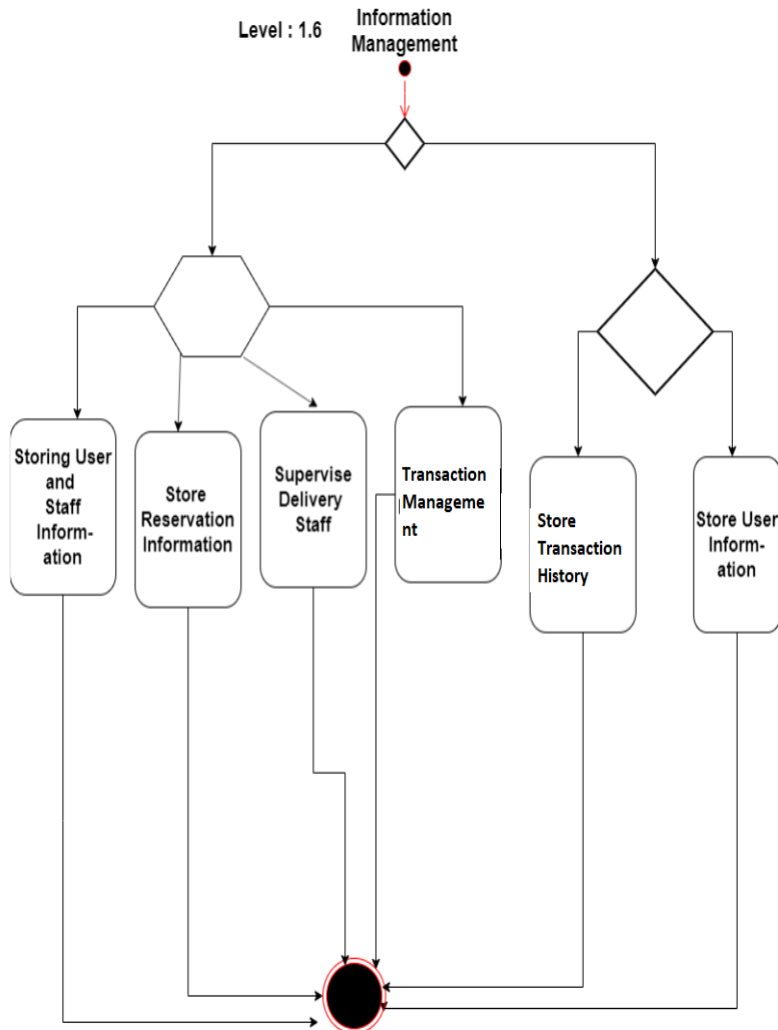 Level : 1.6
Information
Management
Storing User
and
Staff
Inform-
ation
Store
Reservation
Information
Supervise
Delivery
Staff
Transaction
Manageme
nt
Store
Transaction
History
Store User
Inform-
ation